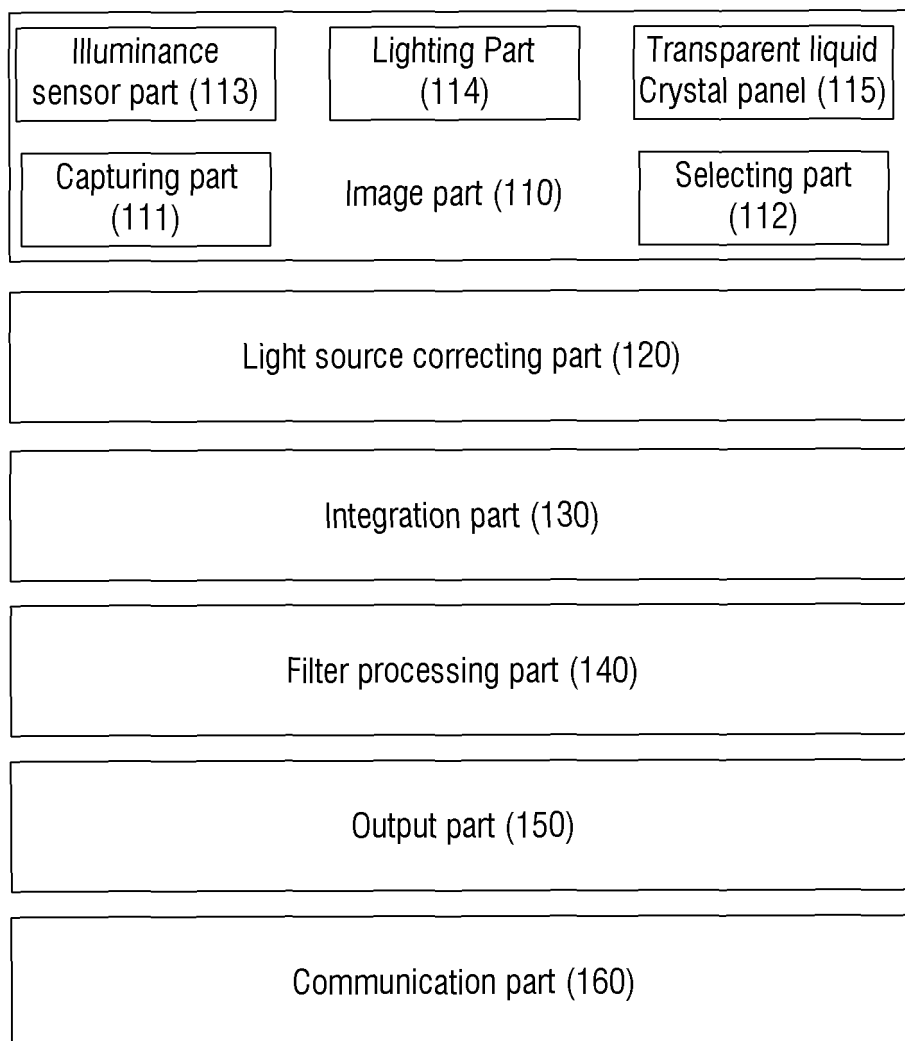 Illuminance
sensor part (113)
Lighting Part
(114)
Transparent liquid
Crystal panel (115)
Capturing part
(111)
Image part (110)
Selecting part
(112)
Light source correcting part (120)
Integration part (130)
Filter processing part (140)
Output part (150)
Communication part (160)